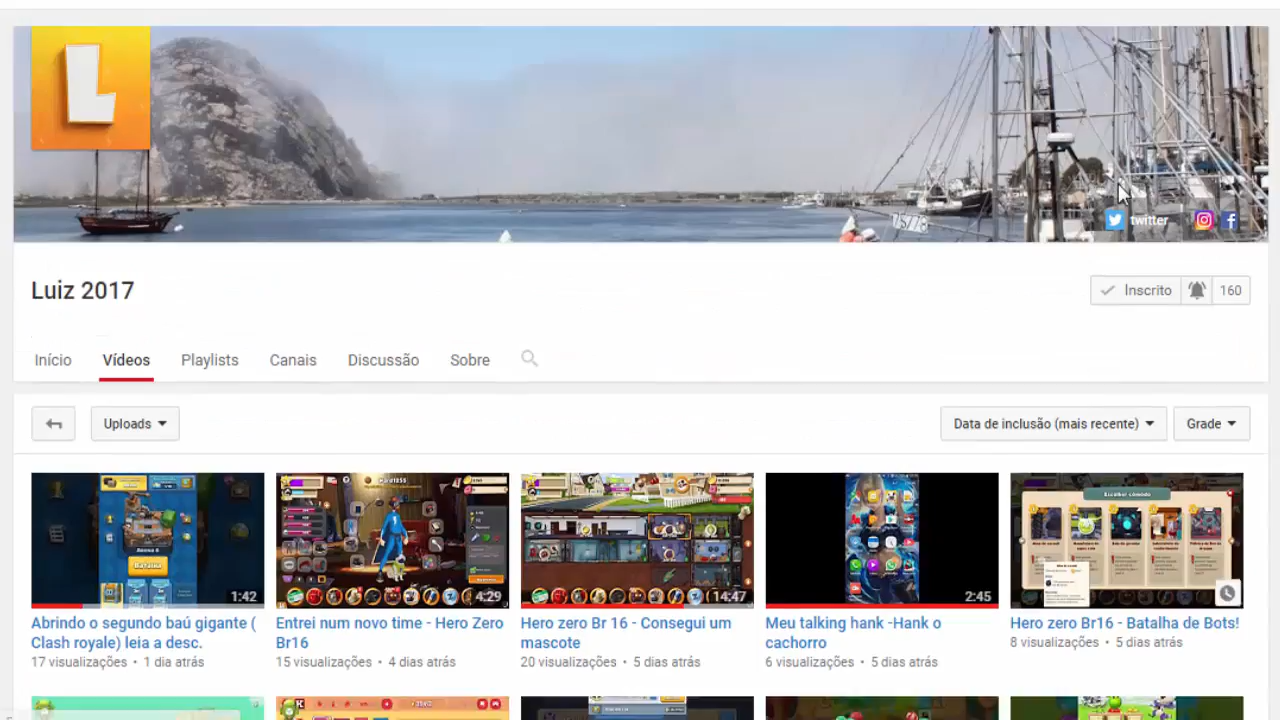 L
75778
twitter
Luiz 2017
Inscrito 160
Início Vídeos Playlists Canais Discussão Sobre
Uploads Data de inclusão (mais recente) Grade
Batalha
Escolher cômodo
1:42 4:29 14:47 2:45
Abrindo o segundo baú gigante (
Clash royale) leia a desc.
17 visualizações • 1 dia atrás
Entrei num novo time - Hero Zero
Br16
15 visualizações • 4 dias atrás
Hero zero Br 16 - Consegui um
mascote
20 visualizações • 5 dias atrás
Meu talking hank -Hank o
cachorro
6 visualizações • 5 dias atrás
Hero zero Br16 - Batalha de Bots!
8 visualizações • 5 dias atrás